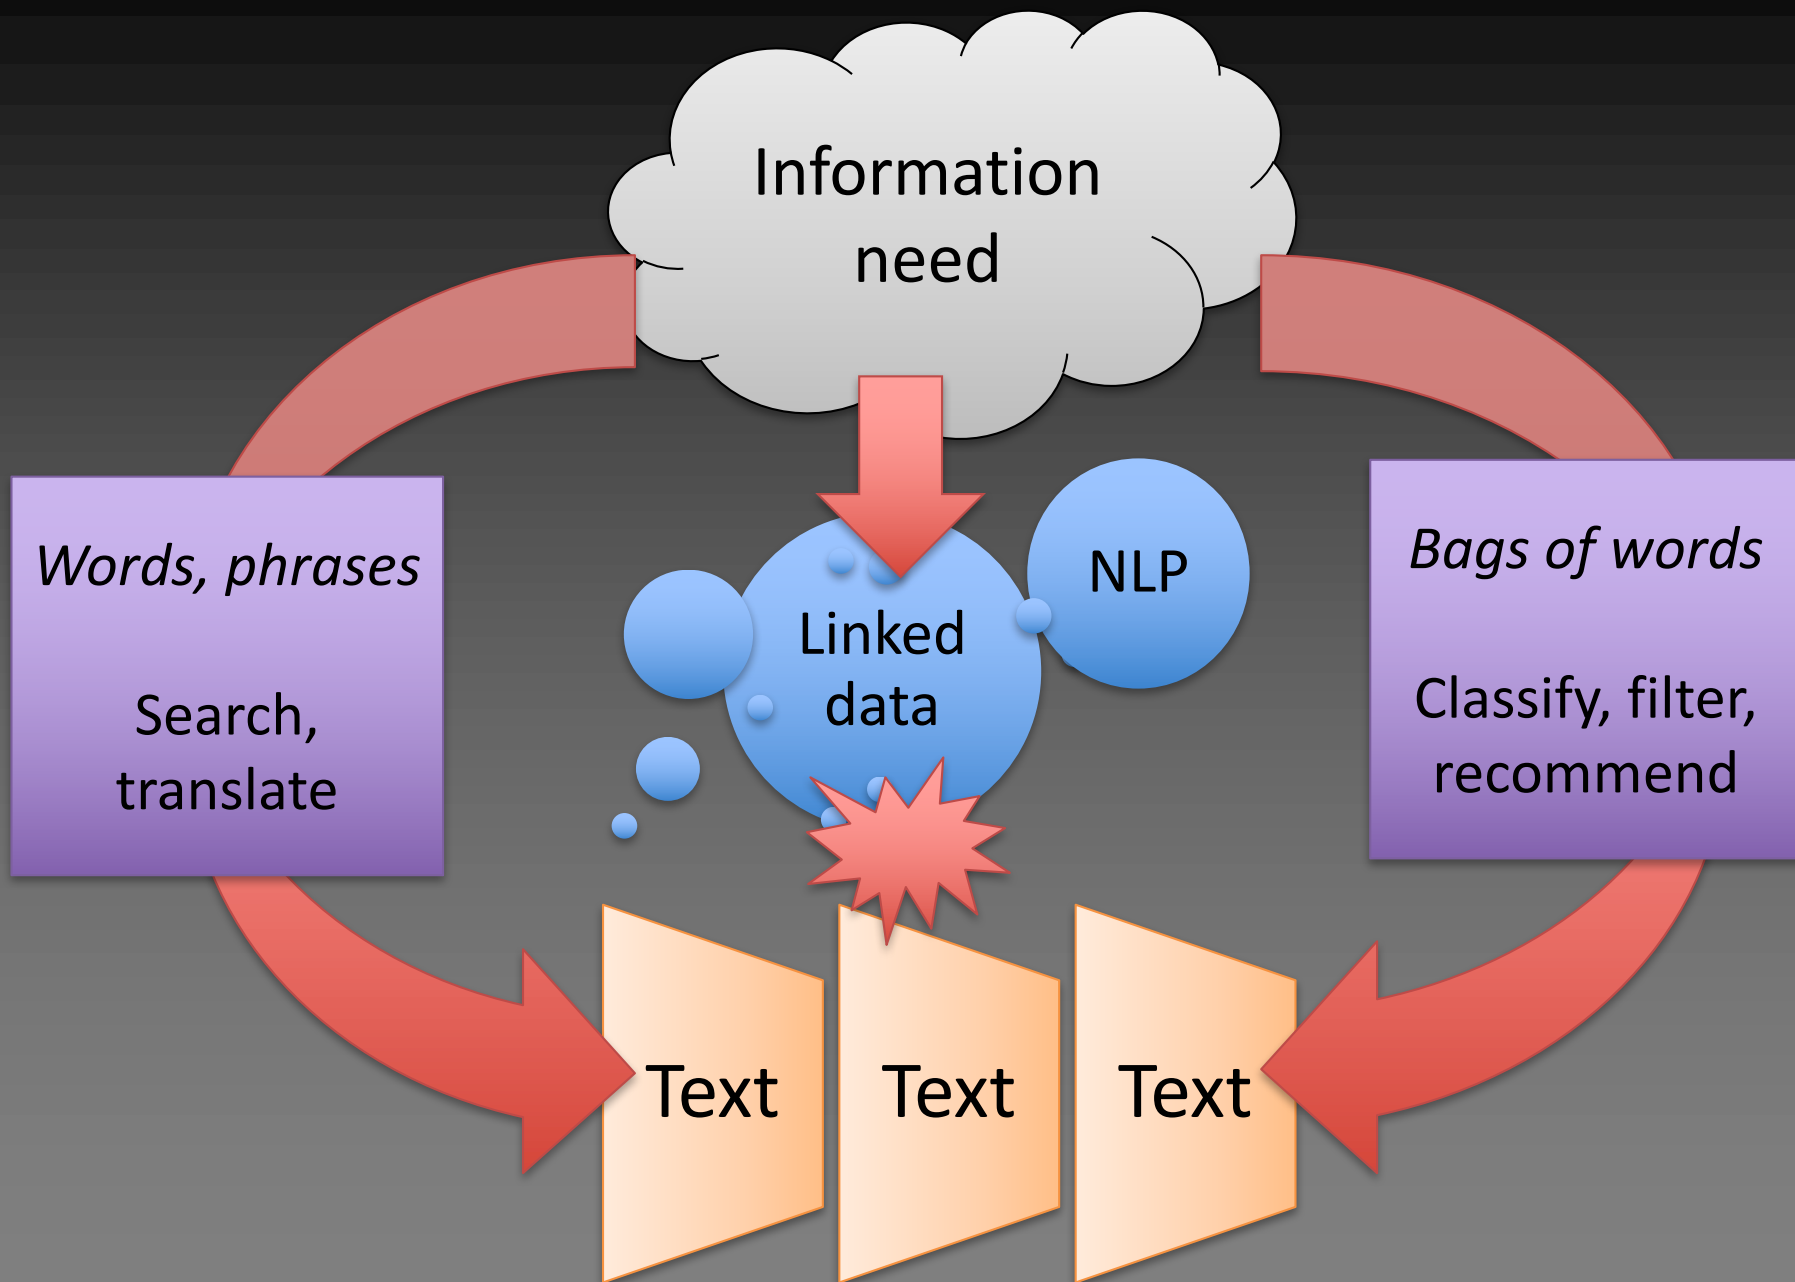 Information
need
Words, phrases
Search,
translate
Linked
data
NLP
Bags of words
Classify, filter,
recommend
Text
Text
Text